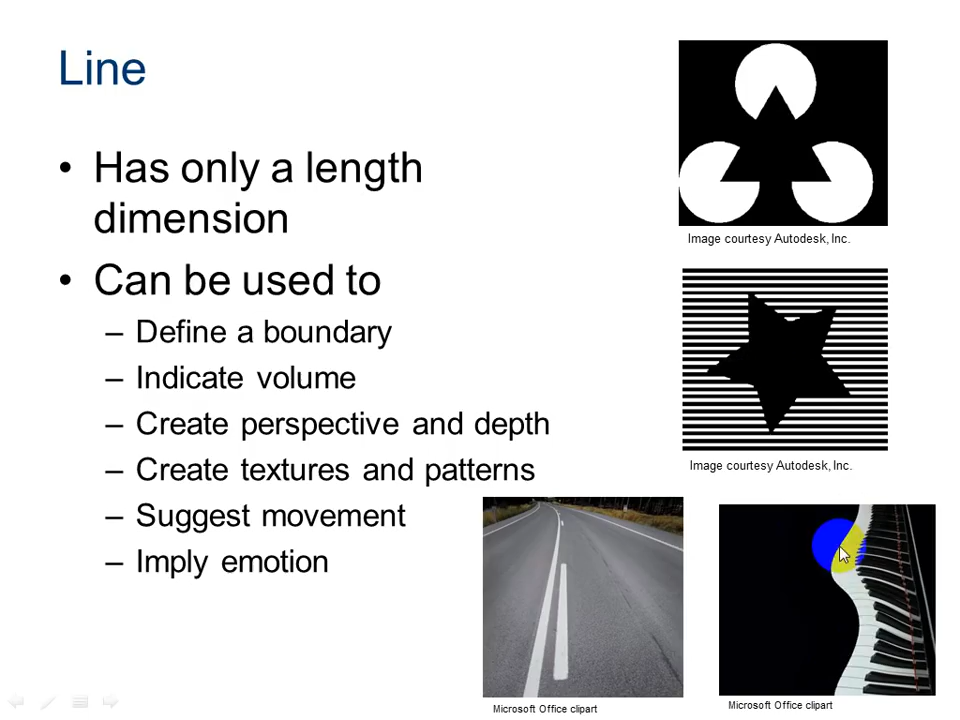 Line
• Has only a length
dimension
• Can be used to
– Define a boundary
– Indicate volume
– Create perspective and depth
– Create textures and patterns
– Suggest movement
– Imply emotion
Image courtesy Autodesk, Inc.
Image courtesy Autodesk, Inc.
Microsoft Office clipart
Microsoft Office clipart